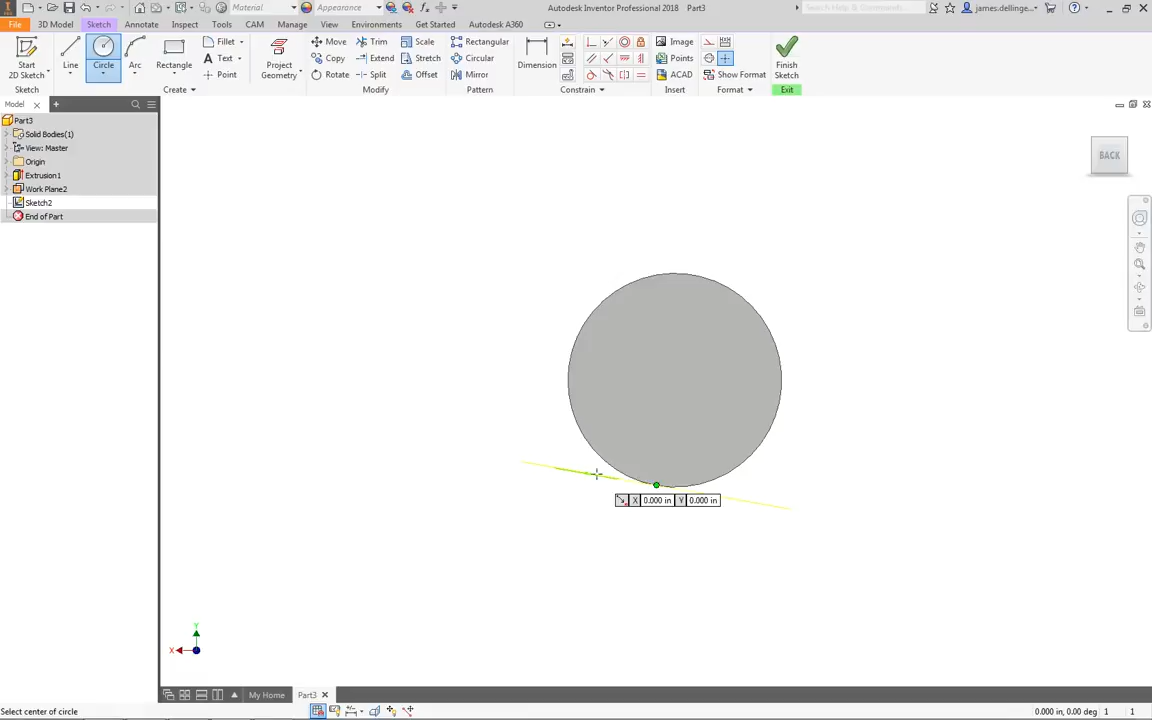 Material
Appearance
Autodesk Inventor Professional 2018 Part3
Search Help & Commands...
james.dellinge...
File
3D Model
Sketch
Annotate
Inspect
Tools
CAM
Manage
View
Environments
Get Started
Autodesk A360
Start
2D Sketch
Line
Circle
Arc
Rectangle
Fillet
Text
Point
Project
Geometry
Move
Copy
Rotate
Trim
Extend
Split
Scale
Stretch
Offset
Rectangular
Circular
Mirror
Dimension
Image
Points
ACAD
Show Format
Finish
Sketch
Sketch
Create
Modify
Pattern
Constrain
Insert
Format
Exit
Model
Part3
Solid Bodies(1)
View: Master
Origin
Extrusion1
Work Plane2
Sketch2
End of Part
BACK
X 0.000 in Y 0.000 in
Y
X
My Home
Part3
Select center of circle
0.000 in, 0.00 deg 1 1